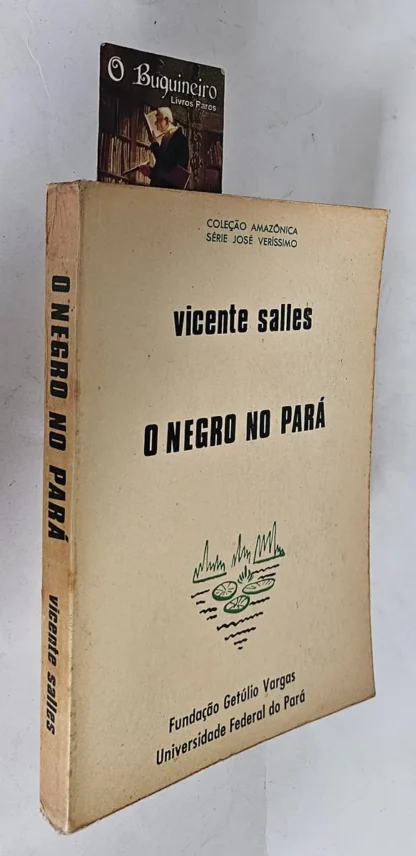 O Buquineiro
Livros Raros
COLEÇÃO AMAZÔNICA
SÉRIE JOSÉ VERÍSSIMO
vicente salles
O NEGRO NO PARÁ
Fundação Getúlio Vargas
Universidade Federal do Pará
O NEGRO NO PARÁ vicente salles